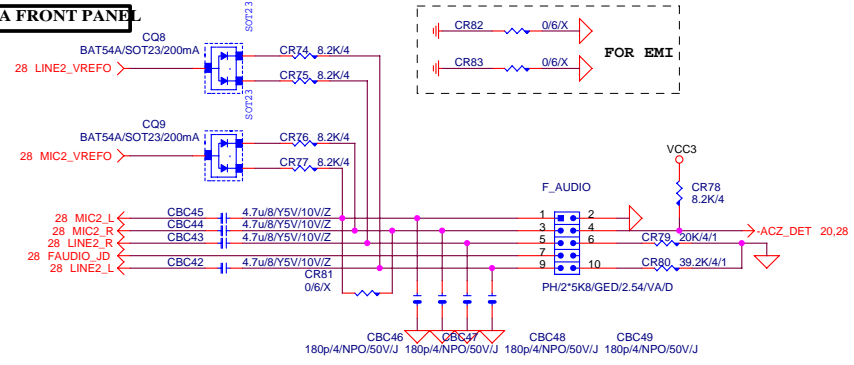 A FRONT PANEL
SOT23
CQ8
BAT54A/SOT23/200mA
28 LINE2_VREFO
CR74 8.2K/4
CR75 8.2K/4
CR82 0/6/X
CR83 0/6/X
FOR EMI
SOT23
CQ9
BAT54A/SOT23/200mA
28 MIC2_VREFO
CR76 8.2K/4
CR77 8.2K/4
VCC3
CR78
8.2K/4
F_AUDIO
28 MIC2_L
CBC45 4.7u/8/Y5V/10V/Z
1 2
28 MIC2_R
CBC44 4.7u/8/Y5V/10V/Z
3 4
-ACZ_DET 20,28
28 LINE2_R
CBC43 4.7u/8/Y5V/10V/Z
5 6
CR79 20K/4/1
28 FAUDIO_JD
7
28 LINE2_L
CBC42 4.7u/8/Y5V/10V/Z
9 10
CR80 39.2K/4/1
CR81
0/6/X
PH/2*5K8/GED/2.54/VA/D
CBC46 CBC47 CBC48 CBC49
180p/4/NPO/50V/J 180p/4/NPO/50V/J 180p/4/NPO/50V/J 180p/4/NPO/50V/J